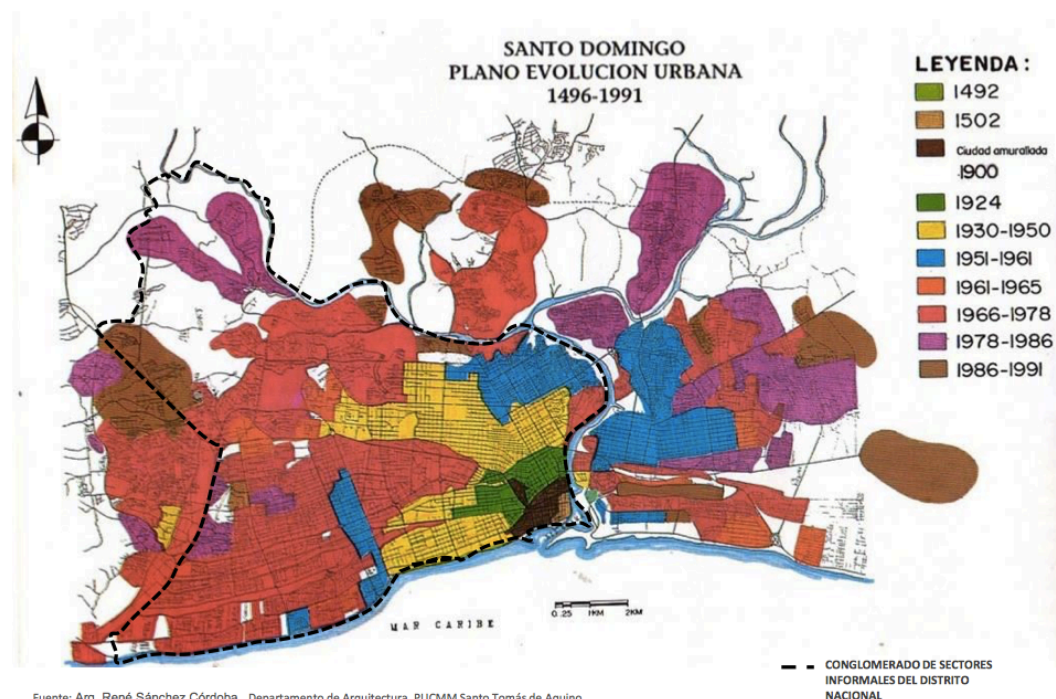 SANTO DOMINGO
PLANO EVOLUCION URBANA
1496-1991
LEYENDA :
1492
1502
Ciudad amurallada
1900
1924
1930-1950
1951-1961
1961-1965
1966-1978
1978-1986
1986-1991
0 .25 1KM 2KM
MAR CARIBE
CONGLOMERADO DE SECTORES
INFORMALES DEL DISTRITO
NACIONAL
Fuente: Arq. René Sánchez Córdoba. Departamento de Arquitectura, PUCMM Santo Tomás de Aquino